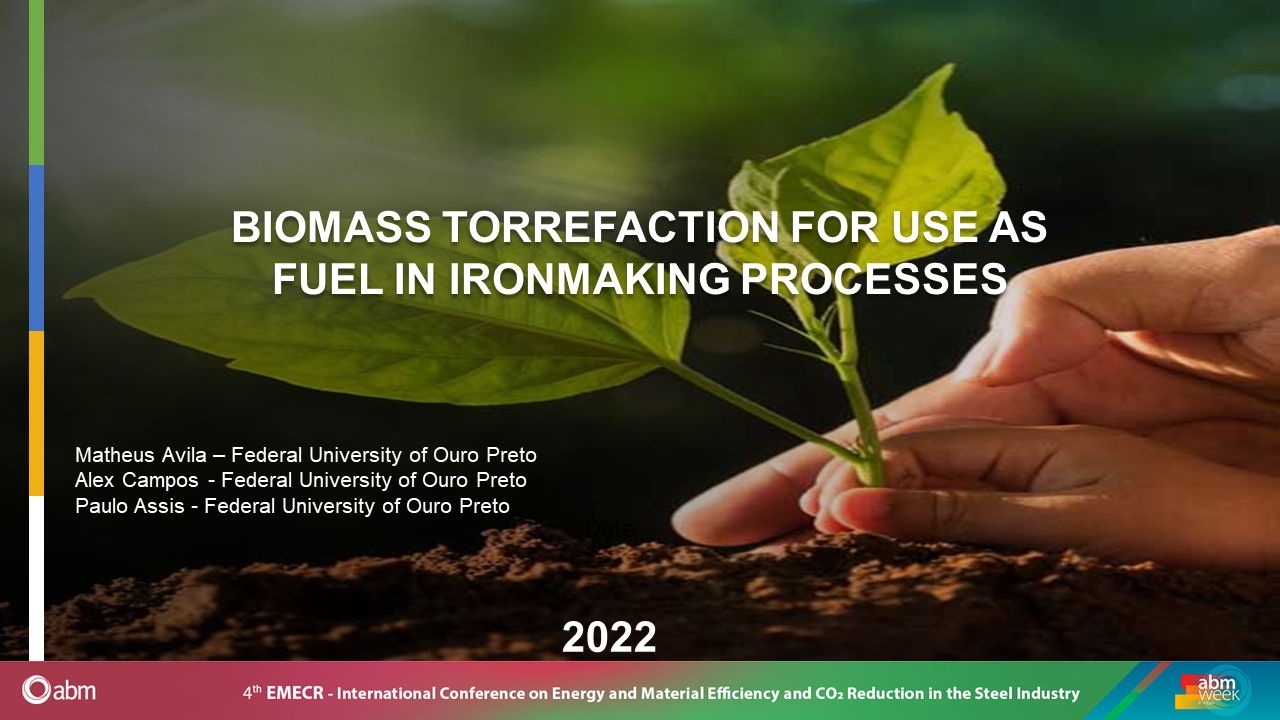 BIOMASS TORREFACTION FOR USE AS
FUEL IN IRONMAKING PROCESSES
Matheus Avila – Federal University of Ouro Preto
Alex Campos - Federal University of Ouro Preto
Paulo Assis - Federal University of Ouro Preto
Date
2022
abm
4th EMECR - International Conference on Energy and Material Efficiency and CO₂ Reduction in the Steel Industry
abm
week